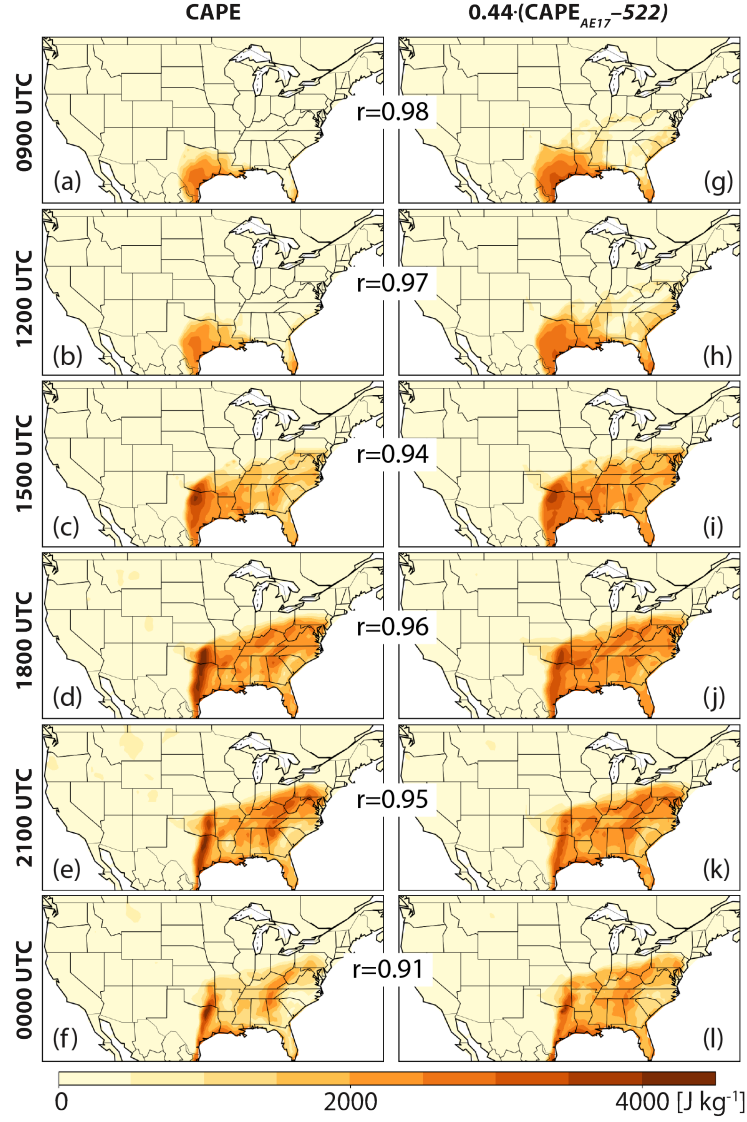 CAPE 0.44·(CAPE_AE17–522)
0900 UTC
(a) r=0.98 (g)
1200 UTC
(b) r=0.97 (h)
1500 UTC
(c) r=0.94 (i)
1800 UTC
(d) r=0.96 (j)
2100 UTC
(e) r=0.95 (k)
0000 UTC
(f) r=0.91 (l)
0 2000 4000 [J kg⁻¹]